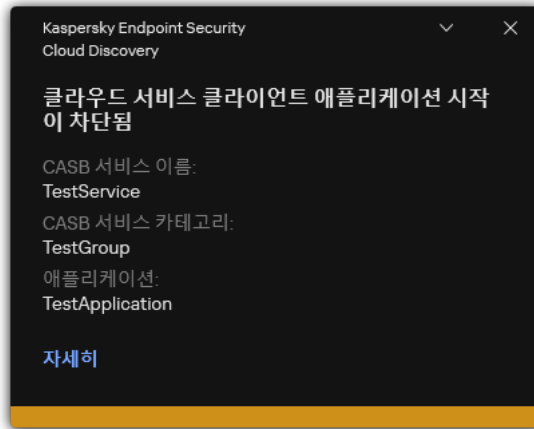 Kaspersky Endpoint Security
Cloud Discovery
클라우드 서비스 클라이언트 애플리케이션 시작
이 차단됨
CASB 서비스 이름:
TestService
CASB 서비스 카테고리:
TestGroup
애플리케이션:
TestApplication
자세히